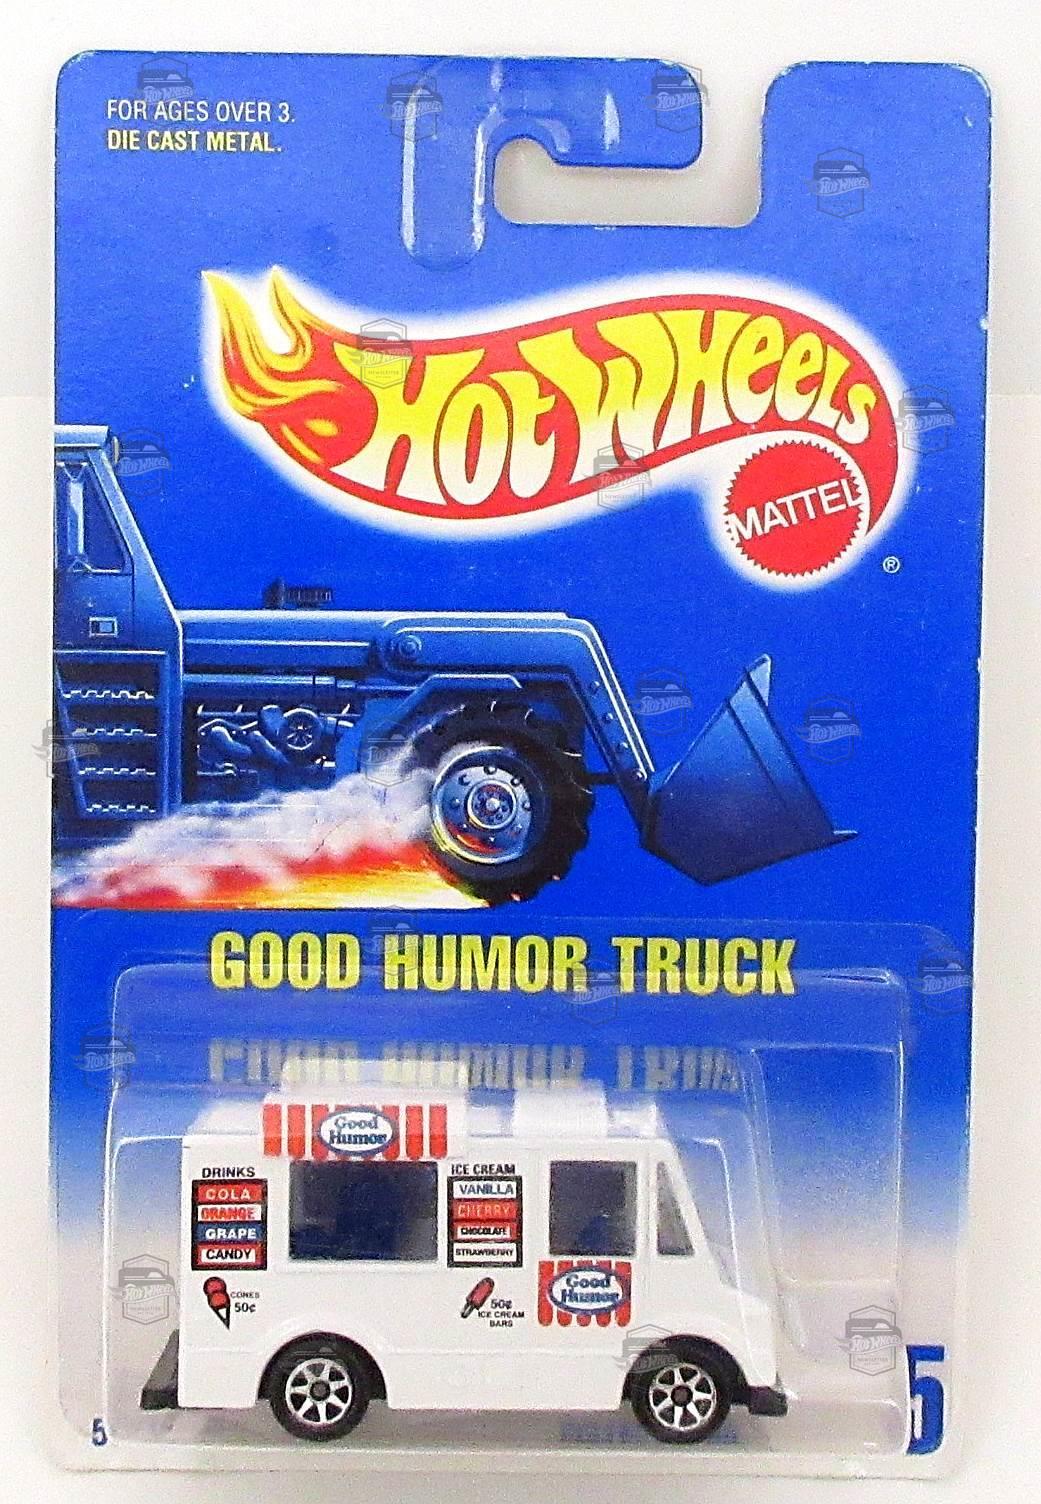 FOR AGES OVER 3.
DIE CAST METAL.
HOT WHEELS
MATTEL
®
GOOD HUMOR TRUCK
Good
Humor
DRINKS
COLA
ORANGE
GRAPE
CANDY
ICE CREAM
VANILLA
CHERRY
CHOCOLATE
STRAWBERRY
CONES
50¢
50¢
ICE CREAM
BARS
Good
Humor
5
5